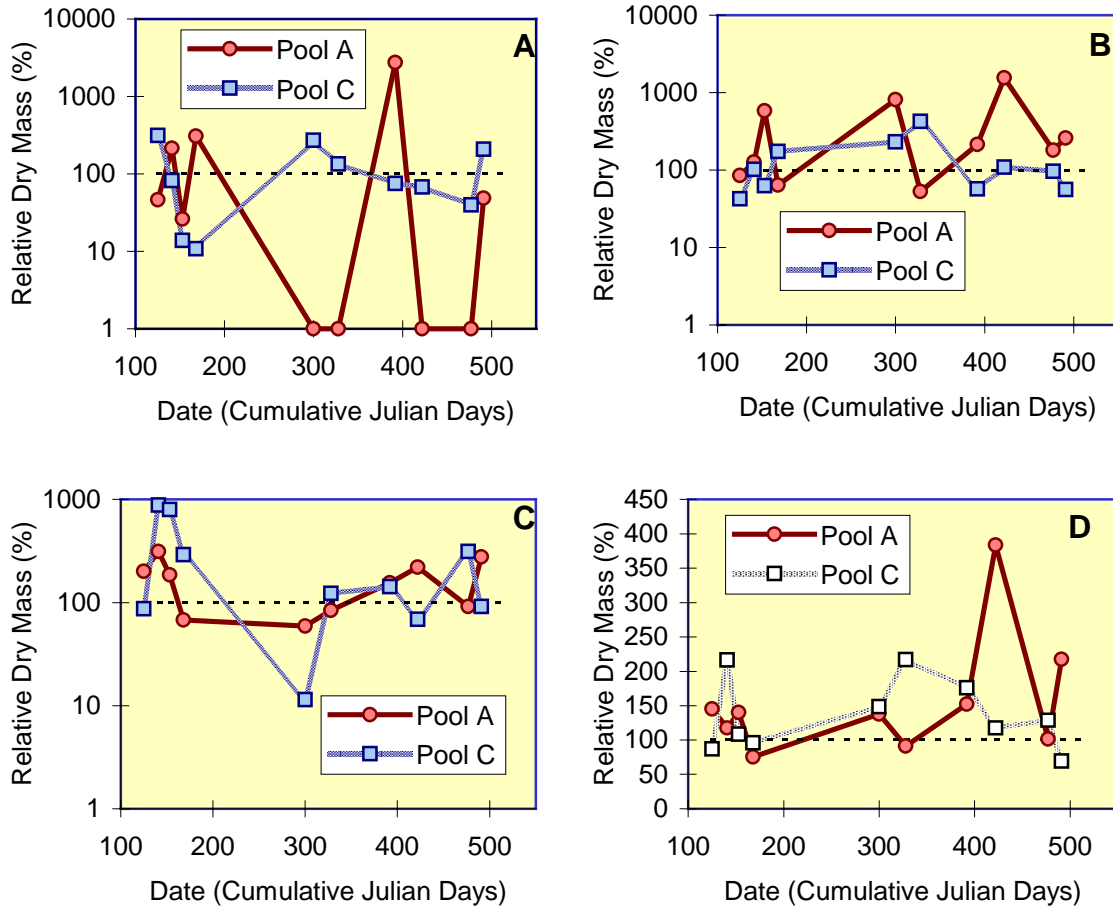 A
Relative Dry Mass (%)
10000
1000
100
10
1
Pool A
Pool C
100 200 300 400 500
Date (Cumulative Julian Days)
B
Relative Dry Mass (%)
10000
1000
100
10
1
Pool A
Pool C
100 200 300 400 500
Date (Cumulative Julian Days)
C
Relative Dry Mass (%)
1000
100
10
1
Pool A
Pool C
100 200 300 400 500
Date (Cumulative Julian Days)
D
Relative Dry Mass (%)
450
400
350
300
250
200
150
100
50
0
Pool A
Pool C
100 200 300 400 500
Date (Cumulative Julian Days)